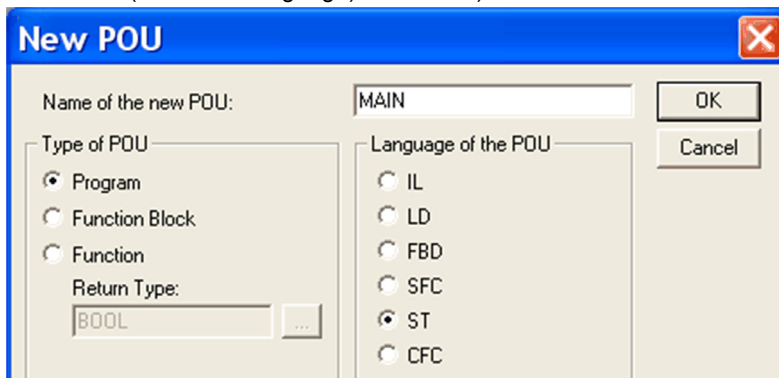 New POU
Name of the new POU:
MAIN
OK
Cancel
Type of POU
Program
Function Block
Function
Return Type:
BOOL
...
Language of the POU
IL
LD
FBD
SFC
ST
CFC